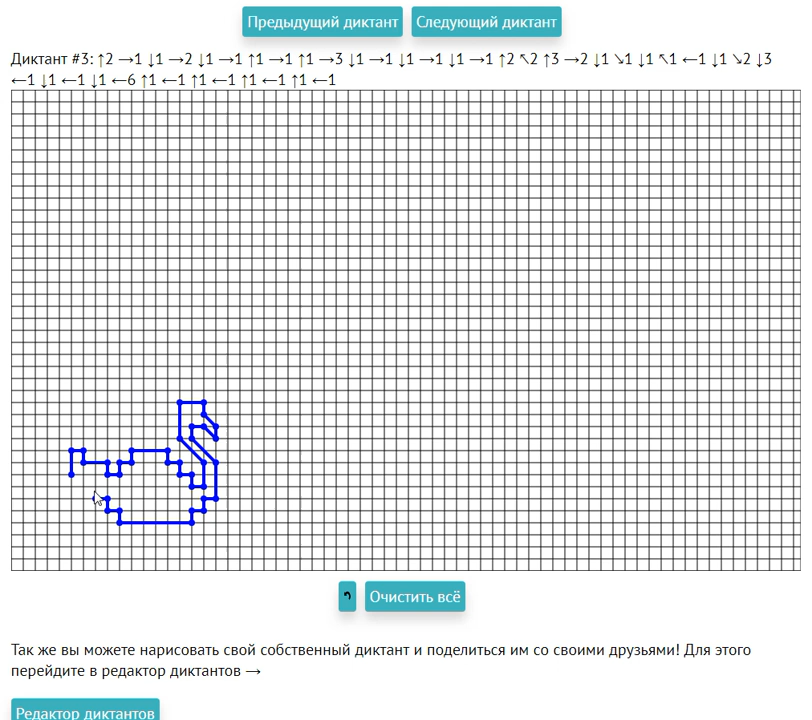 Предыдущий диктант Следующий диктант
Диктант #3: ↑2 →1 ↓1 →2 ↓1 →1 ↑1 →1 ↑1 →3 ↓1 →1 ↓1 →1 ↓1 →1 ↑2 ↖2 ↑3 →2 ↓1 ↘1 ↓1 ↖1 ←1 ↓1 ↘2 ↓3
←1 ↓1 ←1 ↓1 ←6 ↑1 ←1 ↑1 ←1 ↑1 ←1 ↑1 ←1
Очистить всё
Так же вы можете нарисовать свой собственный диктант и поделиться им со своими друзьями! Для этого
перейдите в редактор диктантов →
Редактор диктантов